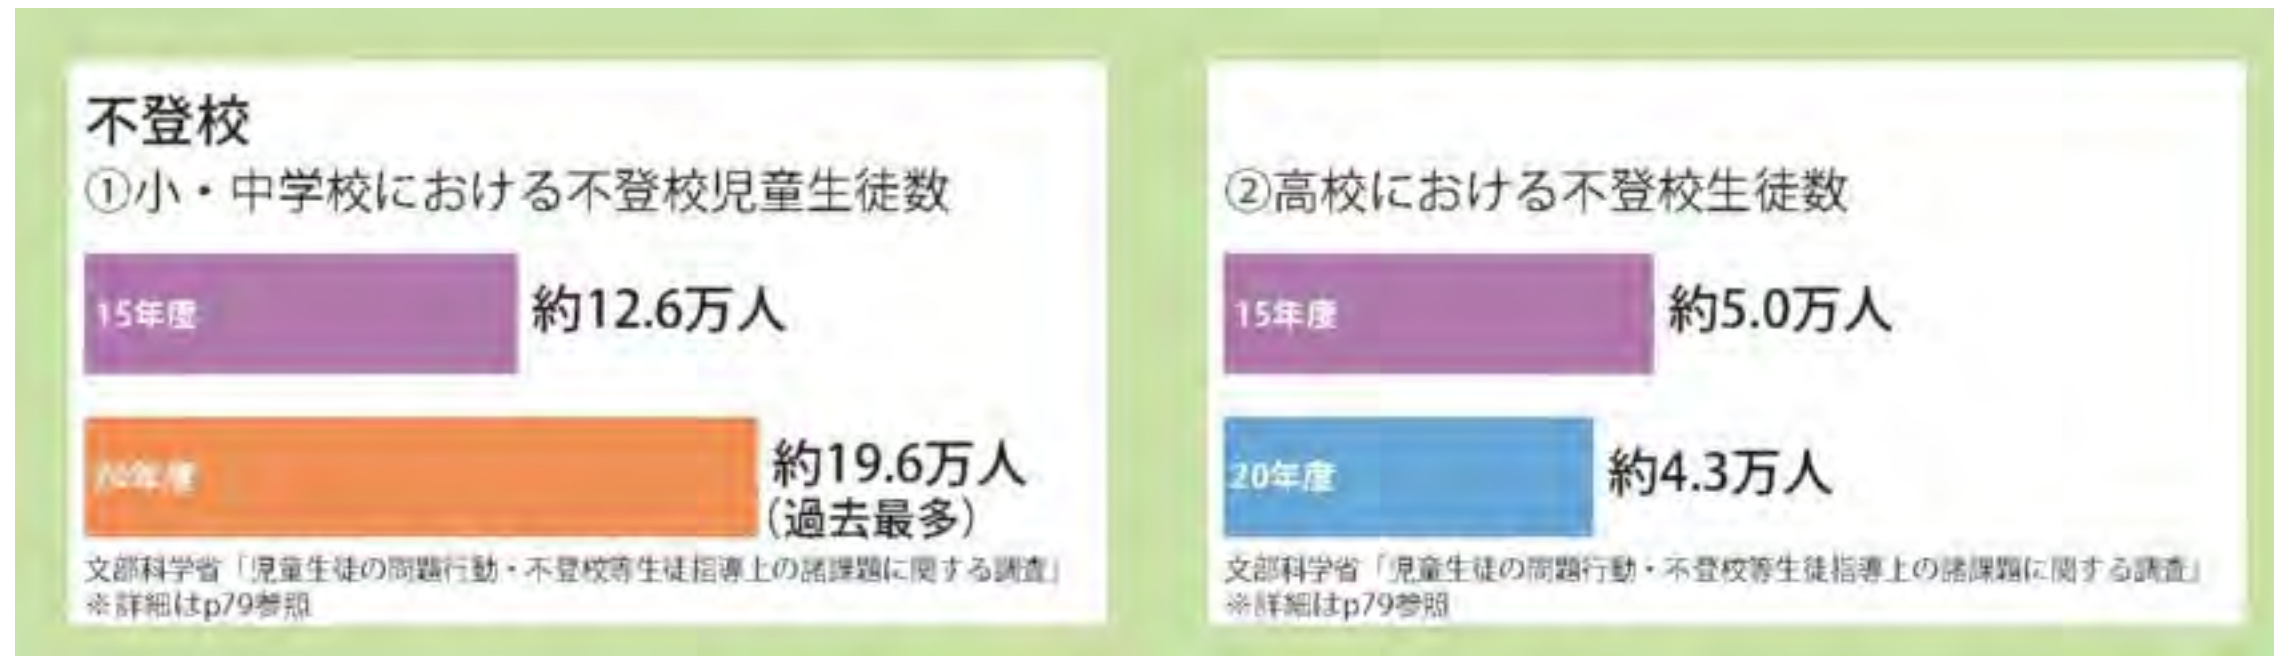 不登校
①小・中学校における不登校児童生徒数
15年度
約12.6万人
20年度
約19.6万人
(過去最多)
文部科学省「児童生徒の問題行動・不登校等生徒指導上の諸課題に関する調査」
※詳細はp79参照
②高校における不登校生徒数
15年度
約5.0万人
20年度
約4.3万人
文部科学省「児童生徒の問題行動・不登校等生徒指導上の諸課題に関する調査」
※詳細はp79参照